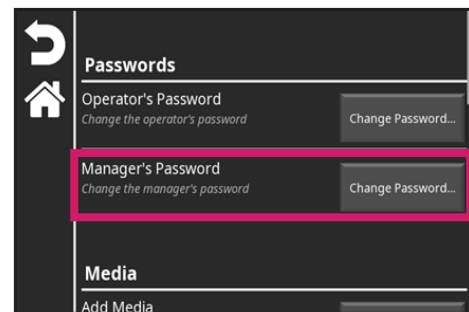 Passwords
Operator's Password
Change the operator's password
Change Password...
Manager's Password
Change the manager's password
Change Password...
Media
Add Media